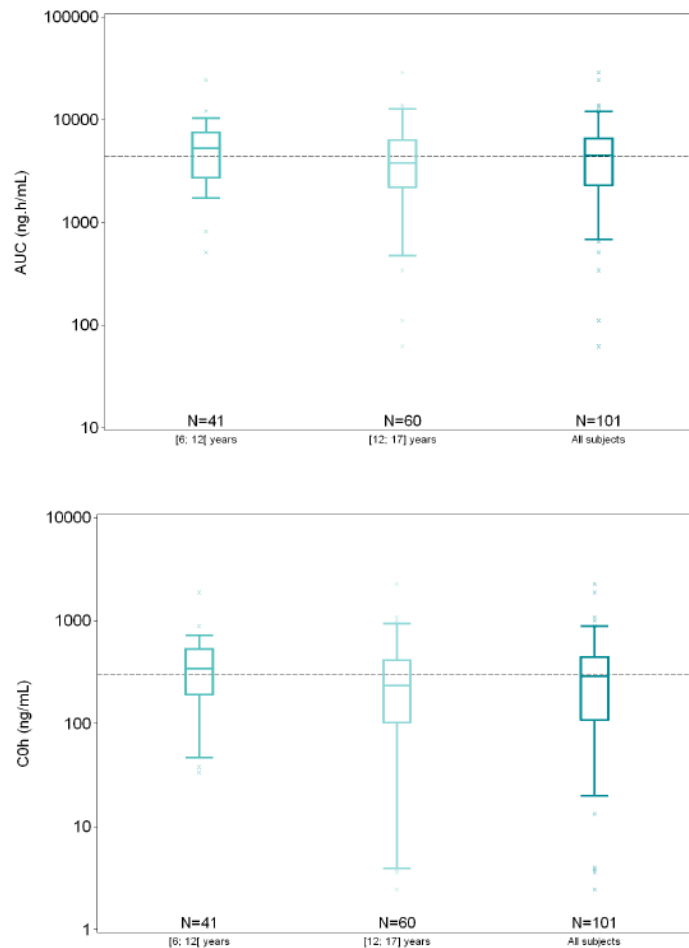 100000
10000
1000
100
10
AUC (ng.h/mL)
N=41 N=60 N=101
[6; 12[ years [12; 17] years All subjects
10000
1000
100
10
1
C0h (ng/mL)
N=41 N=60 N=101
[6; 12[ years [12; 17] years All subjects